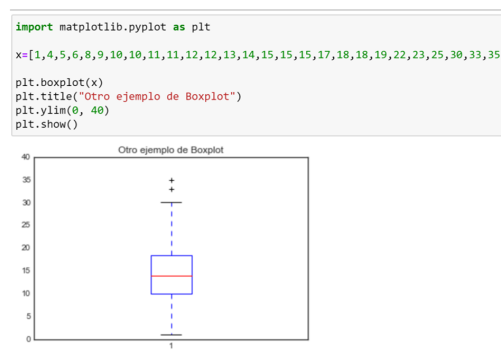 import matplotlib.pyplot as plt
x=[1,4,5,6,8,9,10,10,11,11,12,12,13,14,15,15,15,17,18,18,19,22,23,25,30,33,35
plt.boxplot(x)
plt.title("Otro ejemplo de Boxplot")
plt.ylim(0, 40)
plt.show()
Otro ejemplo de Boxplot
40
35
30
25
20
15
10
5
0
1